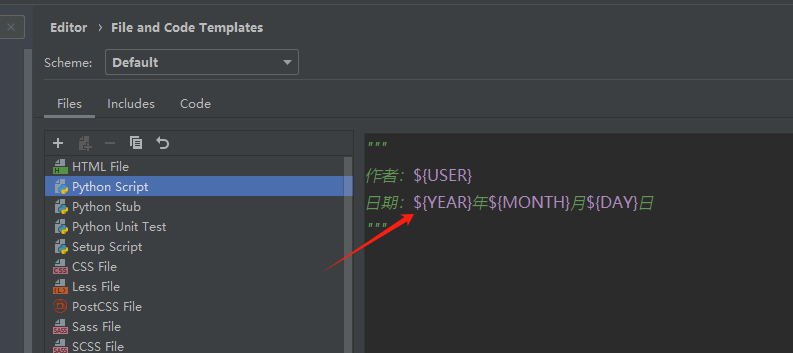 Editor › File and Code Templates
Scheme: Default
Files Includes Code
HTML File
Python Script
Python Stub
Python Unit Test
Setup Script
CSS File
Less File
PostCSS File
Sass File
SCSS File
"""
作者：${USER}
日期：${YEAR}年${MONTH}月${DAY}日
"""